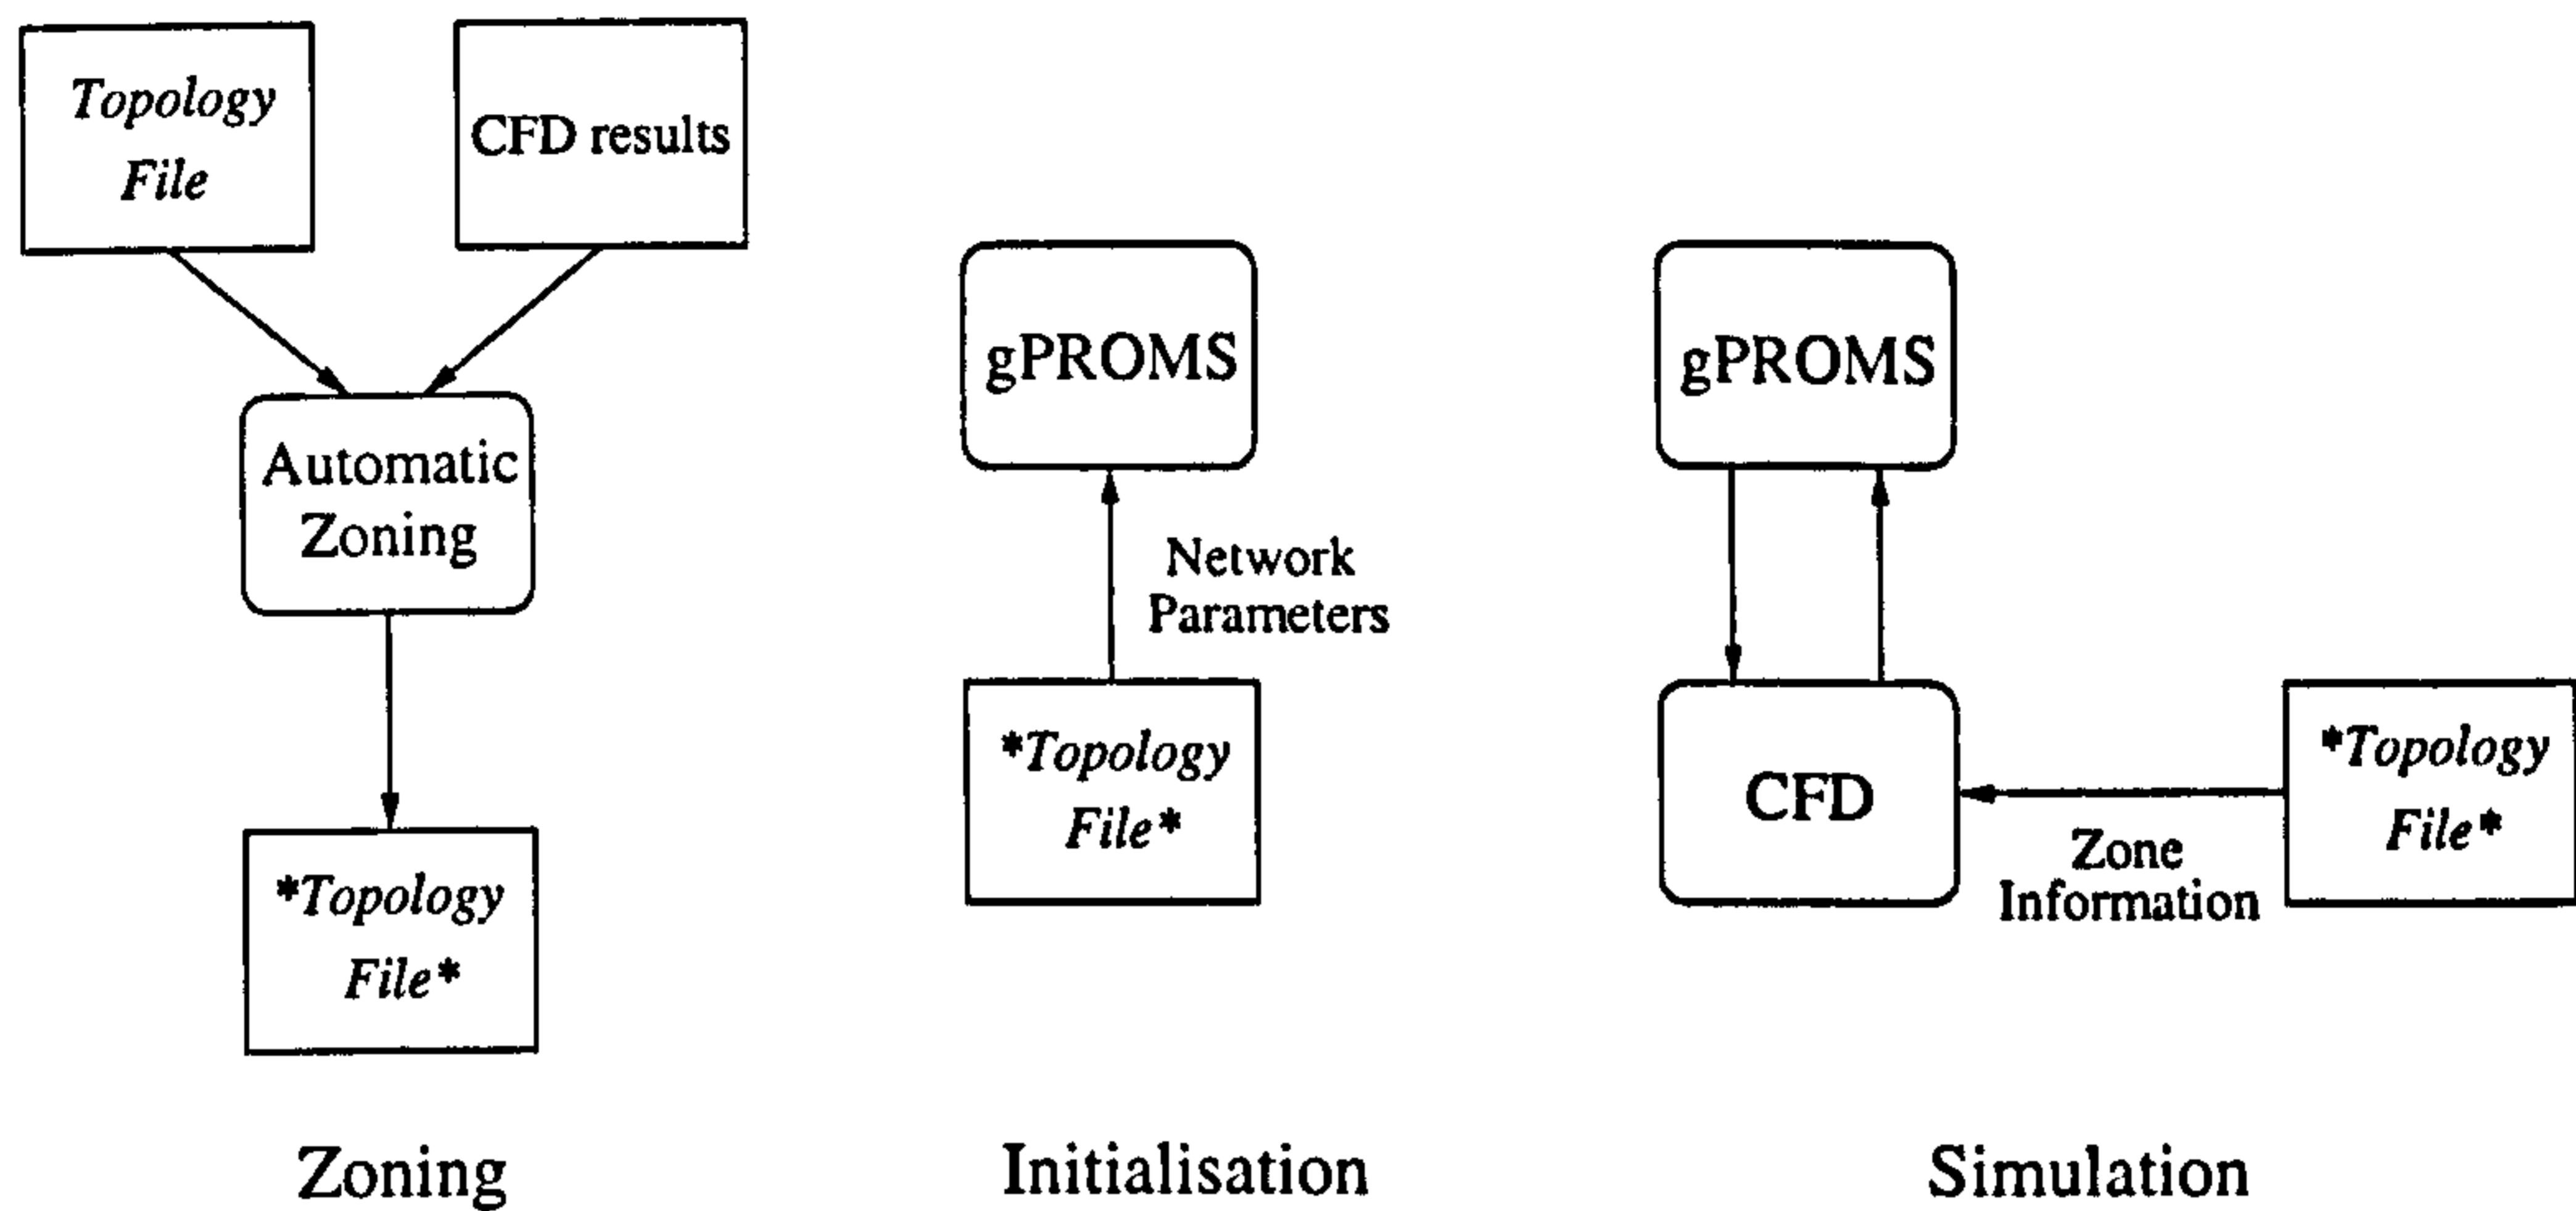 Topology
File
CFD results
Automatic
Zoning
*Topology
File*
Zoning
gPROMS
Network
Parameters
*Topology
File*
Initialisation
gPROMS
CFD
Zone
Information
*Topology
File*
Simulation